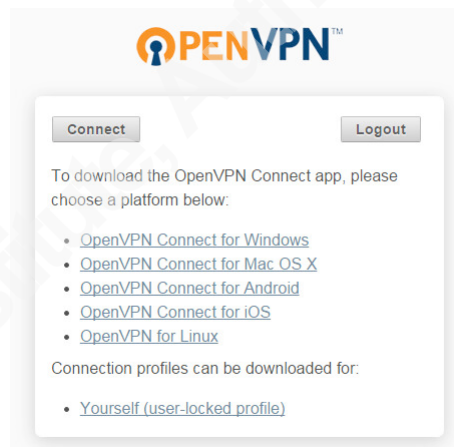 OPENVPN™
Connect
Logout
To download the OpenVPN Connect app, please
choose a platform below:
OpenVPN Connect for Windows
OpenVPN Connect for Mac OS X
OpenVPN Connect for Android
OpenVPN Connect for iOS
OpenVPN for Linux
Connection profiles can be downloaded for:
Yourself (user-locked profile)